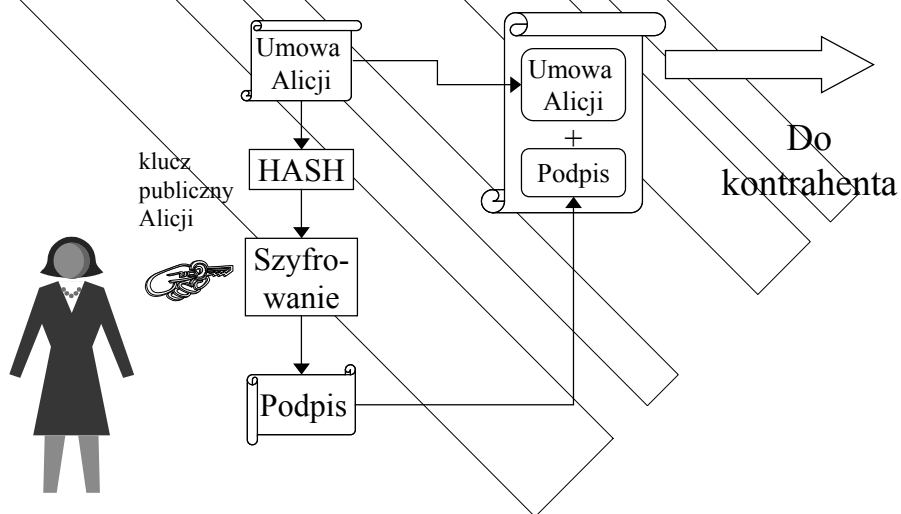 Umowa
Alicji
HASH
klucz
publiczny
Alicji
Szyfro-
wanie
Podpis
Umowa
Alicji
+
Podpis
Do
kontrahenta